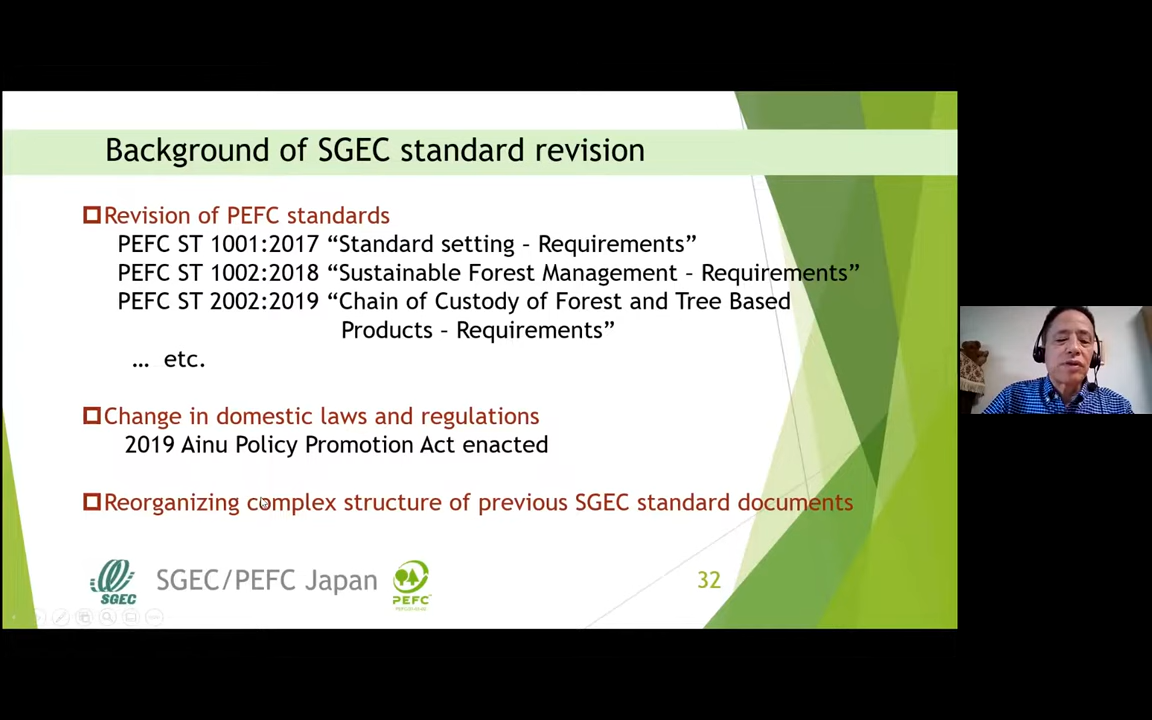 Background of SGEC standard revision
Revision of PEFC standards
PEFC ST 1001:2017 “Standard setting – Requirements”
PEFC ST 1002:2018 “Sustainable Forest Management – Requirements”
PEFC ST 2002:2019 “Chain of Custody of Forest and Tree Based
Products – Requirements”
… etc.
Change in domestic laws and regulations
2019 Ainu Policy Promotion Act enacted
Reorganizing complex structure of previous SGEC standard documents
SGEC
SGEC/PEFC Japan
PEFC
32